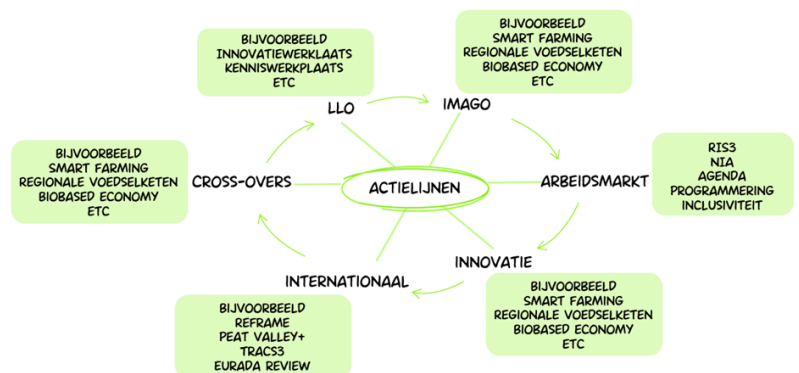 BIJVOORBEELD
INNOVATIEWERKLAATS
KENNISWERKPLAATS
ETC
LLO
BIJVOORBEELD
SMART FARMING
REGIONALE VOEDSELKETEN
BIOBASED ECONOMY
ETC
IMAGO
BIJVOORBEELD
SMART FARMING
REGIONALE VOEDSELKETEN
BIOBASED ECONOMY
ETC
CROSS-OVERS
ACTIELIJNEN
ARBEIDSMARKT
RIS3
NIA
AGENDA
PROGRAMMERING
INCLUSIVITEIT
INTERNATIONAAL
BIJVOORBEELD
REFRAME
PEAT VALLEY+
TRACS3
EURADA REVIEW
INNOVATIE
BIJVOORBEELD
SMART FARMING
REGIONALE VOEDSELKETEN
BIOBASED ECONOMY
ETC